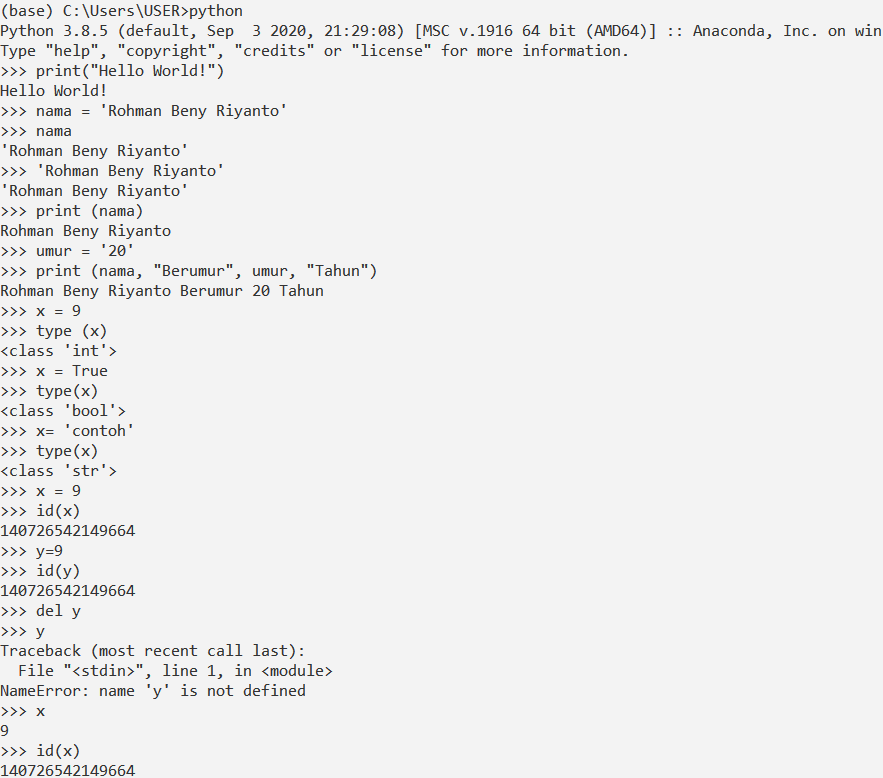 (base) C:\Users\USER>python
Python 3.8.5 (default, Sep  3 2020, 21:29:08) [MSC v.1916 64 bit (AMD64)] :: Anaconda, Inc. on win
Type "help", "copyright", "credits" or "license" for more information.
>>> print("Hello World!")
Hello World!
>>> nama = 'Rohman Beny Riyanto'
>>> nama
'Rohman Beny Riyanto'
>>> 'Rohman Beny Riyanto'
'Rohman Beny Riyanto'
>>> print (nama)
Rohman Beny Riyanto
>>> umur = '20'
>>> print (nama, "Berumur", umur, "Tahun")
Rohman Beny Riyanto Berumur 20 Tahun
>>> x = 9
>>> type (x)
<class 'int'>
>>> x = True
>>> type(x)
<class 'bool'>
>>> x= 'contoh'
>>> type(x)
<class 'str'>
>>> x = 9
>>> id(x)
140726542149664
>>> y=9
>>> id(y)
140726542149664
>>> del y
>>> y
Traceback (most recent call last):
  File "<stdin>", line 1, in <module>
NameError: name 'y' is not defined
>>> x
9
>>> id(x)
140726542149664